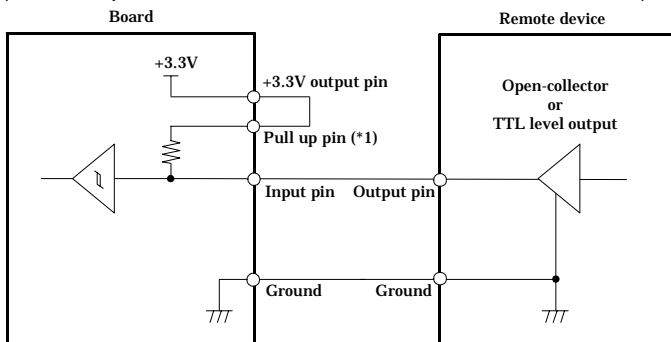 Board
Remote device
+3.3V
+3.3V output pin
Open-collector
or
TTL level output
Pull up pin (*1)
Input pin
Output pin
Ground
Ground